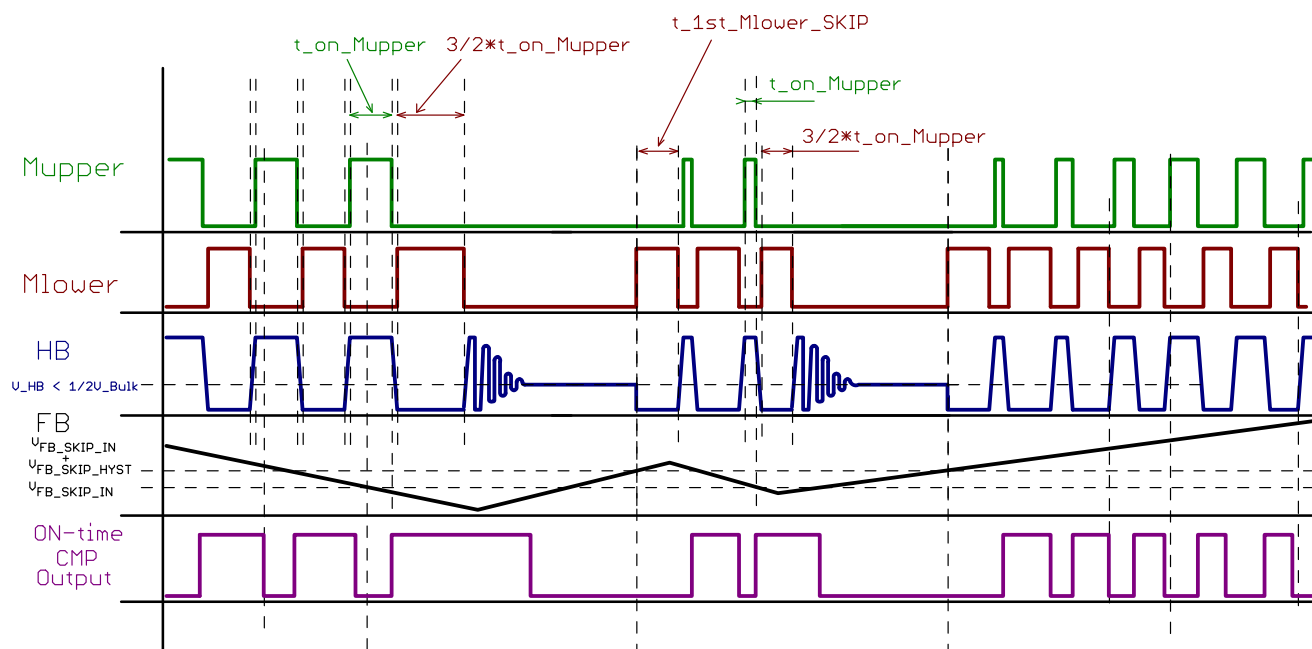 t_1st_Mlower_SKIP
t_on_Mupper
3/2*t_on_Mupper
t_on_Mupper
3/2*t_on_Mupper
Mupper
Mlower
HB
V_HB < 1/2V_Bulk
FB
VFB_SKIP_IN
+
VFB_SKIP_HYST
VFB_SKIP_IN
ON-time
CMP
Output